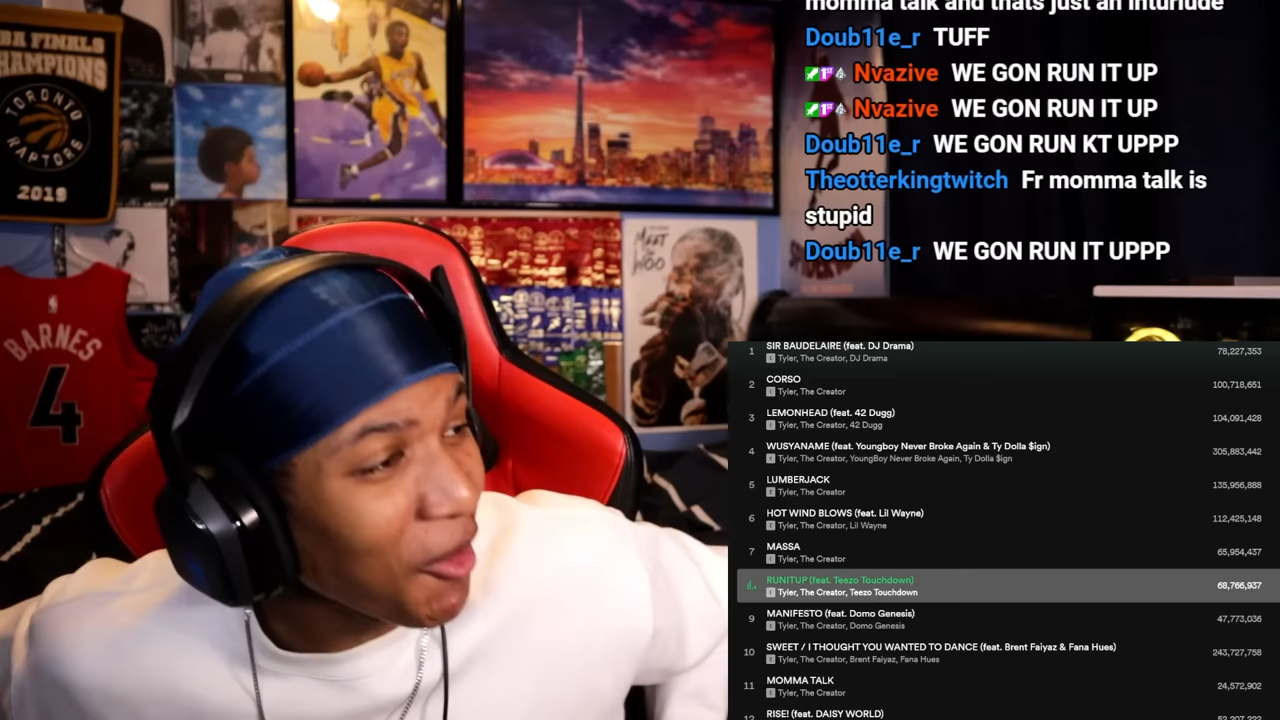 NBA FINALS
CHAMPIONS
TORONTO
RAPTORS
2019
BARNES
4
MEET
THE
WOO
momma talk and thats just an inturlude
Doub11e_r TUFF
Nvazive WE GON RUN IT UP
Nvazive WE GON RUN IT UP
Doub11e_r WE GON RUN KT UPPP
Theotterkingtwitch Fr momma talk is
stupid
Doub11e_r WE GON RUN IT UPPP
1 SIR BAUDELAIRE (feat. DJ Drama) 78,227,353
E Tyler, The Creator, DJ Drama
2 CORSO 100,718,651
E Tyler, The Creator
3 LEMONHEAD (feat. 42 Dugg) 104,091,428
E Tyler, The Creator, 42 Dugg
4 WUSYANAME (feat. Youngboy Never Broke Again & Ty Dolla $ign) 305,883,442
E Tyler, The Creator, YoungBoy Never Broke Again, Ty Dolla $ign
5 LUMBERJACK 135,956,888
E Tyler, The Creator
6 HOT WIND BLOWS (feat. Lil Wayne) 112,425,148
E Tyler, The Creator, Lil Wayne
7 MASSA 65,954,437
E Tyler, The Creator
RUNITUP (feat. Teezo Touchdown) 68,766,937
E Tyler, The Creator, Teezo Touchdown
9 MANIFESTO (feat. Domo Genesis) 47,773,036
E Tyler, The Creator, Domo Genesis
10 SWEET / I THOUGHT YOU WANTED TO DANCE (feat. Brent Faiyaz & Fana Hues) 243,727,758
E Tyler, The Creator, Brent Faiyaz, Fana Hues
11 MOMMA TALK 24,572,902
E Tyler, The Creator
12 RISE! (feat. DAISY WORLD)